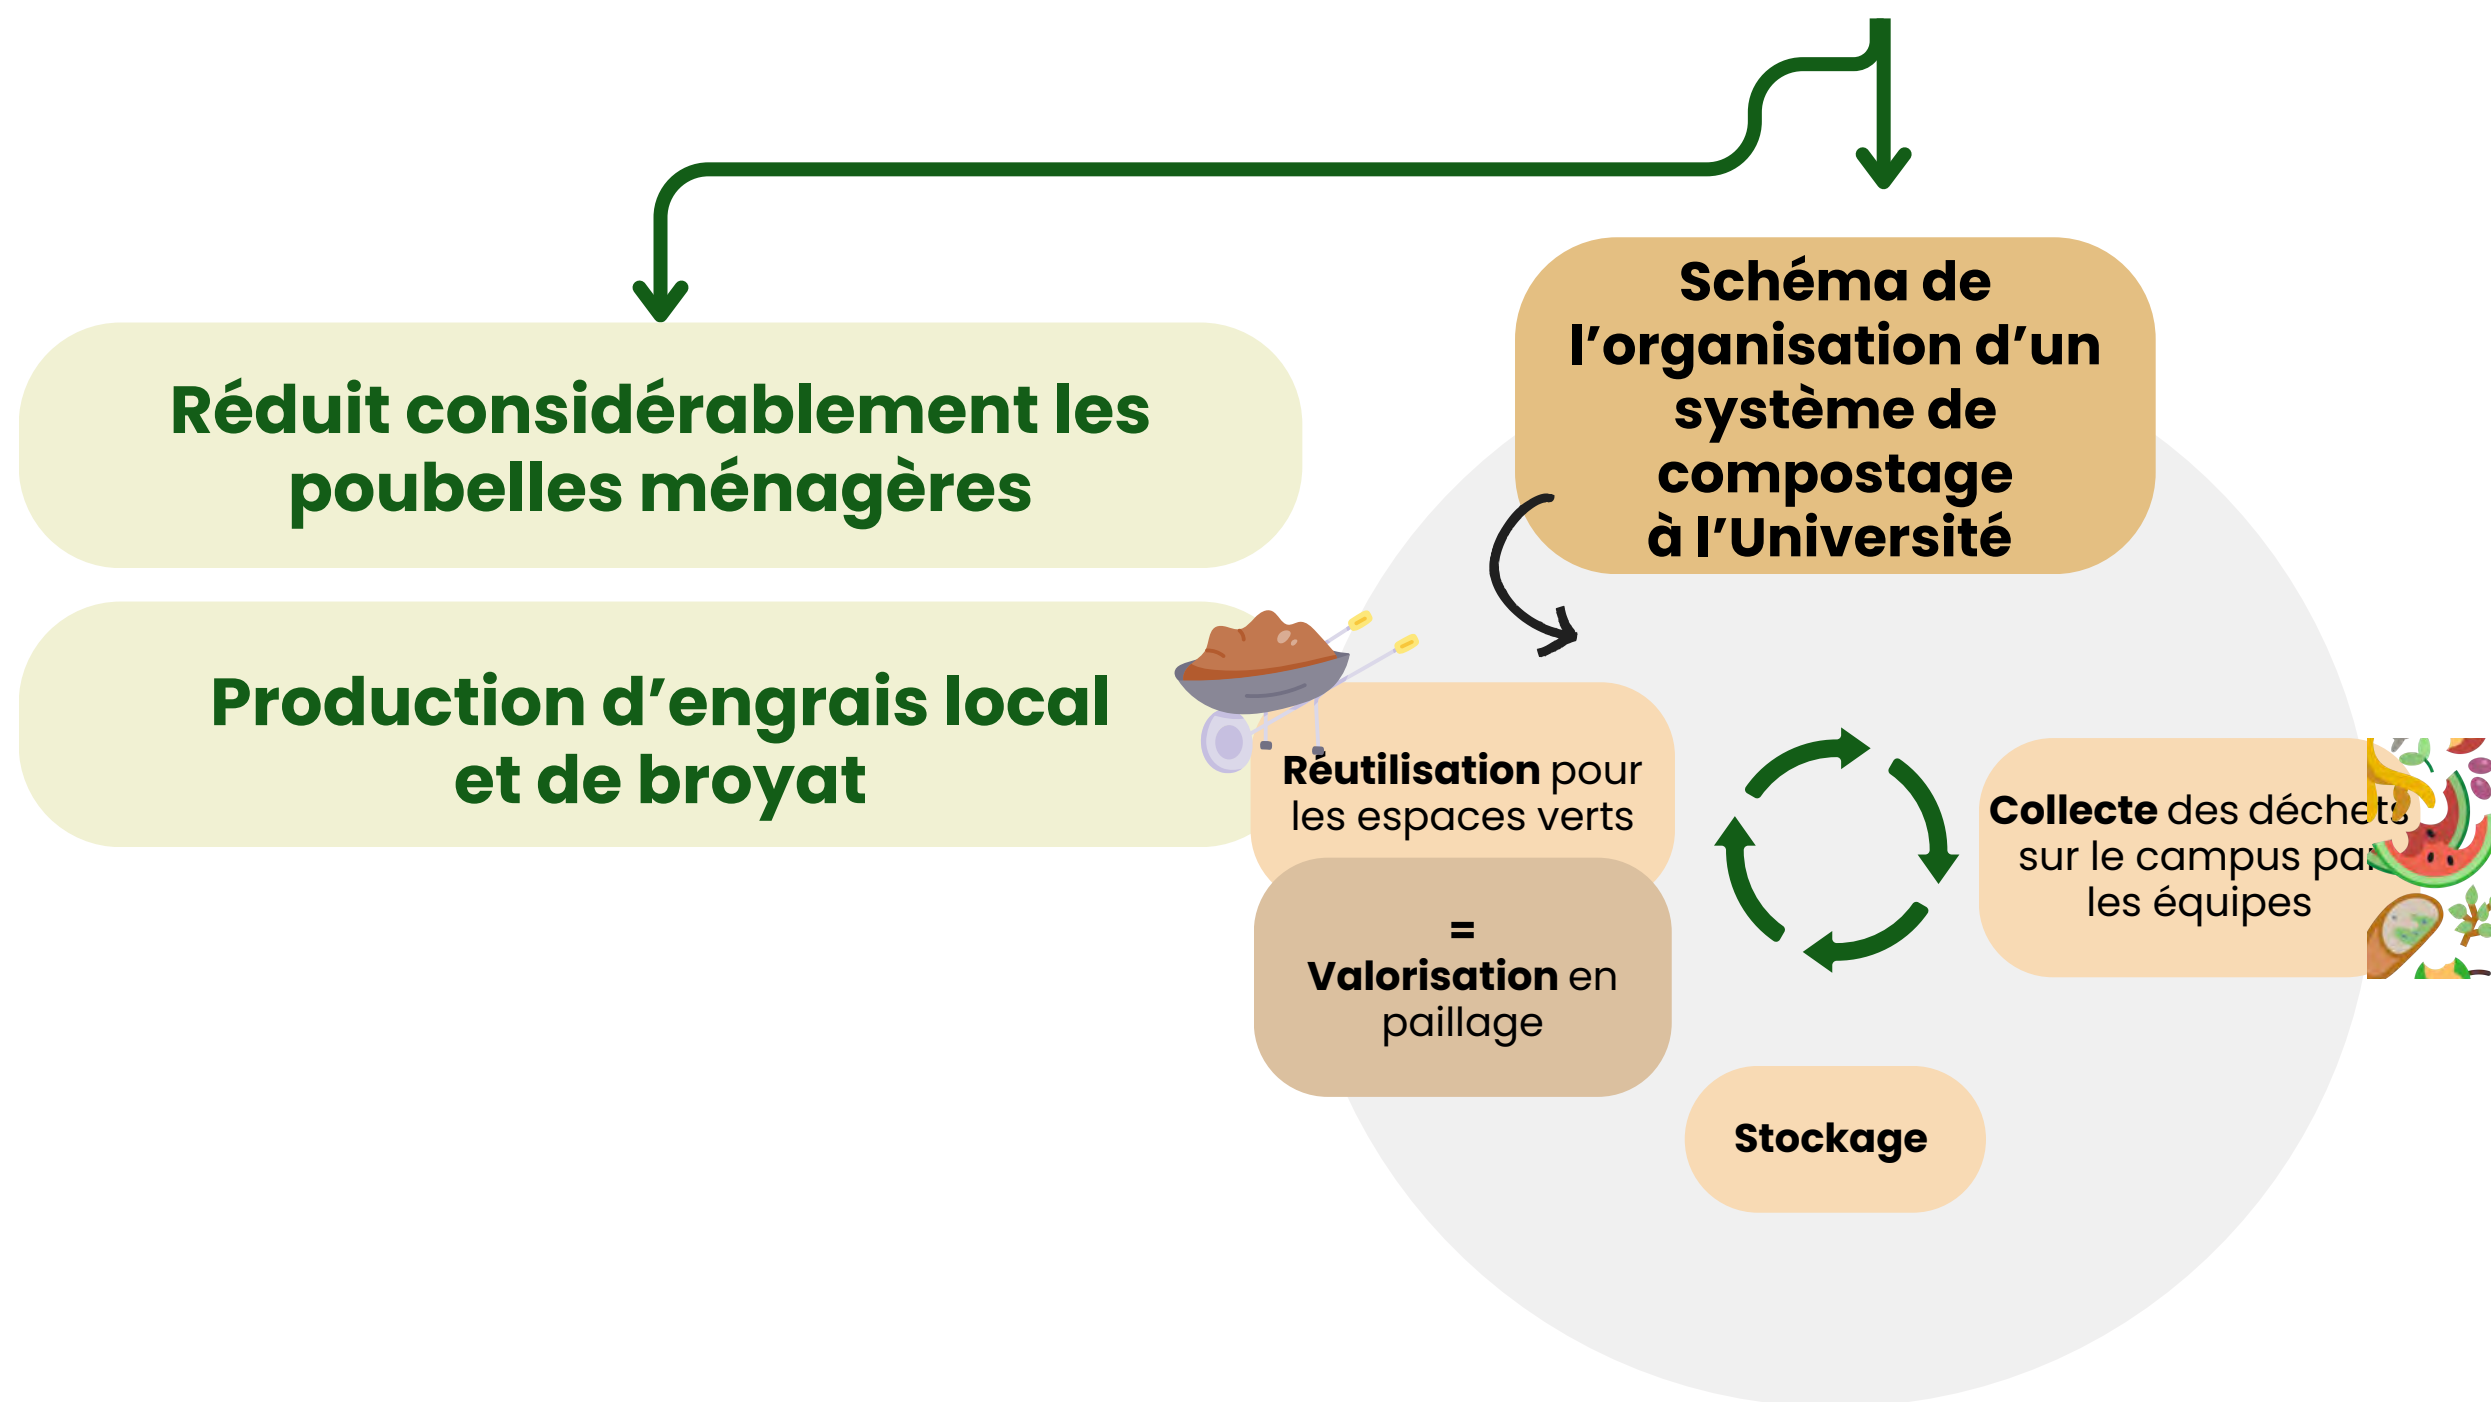 Réduit considérablement les
poubelles ménagères
Production d’engrais local
et de broyat
Schéma de
l’organisation d’un
système de
compostage
à l’Université
Réutilisation pour
les espaces verts
=
Valorisation en
paillage
Collecte des déchets
sur le campus par
les équipes
Stockage